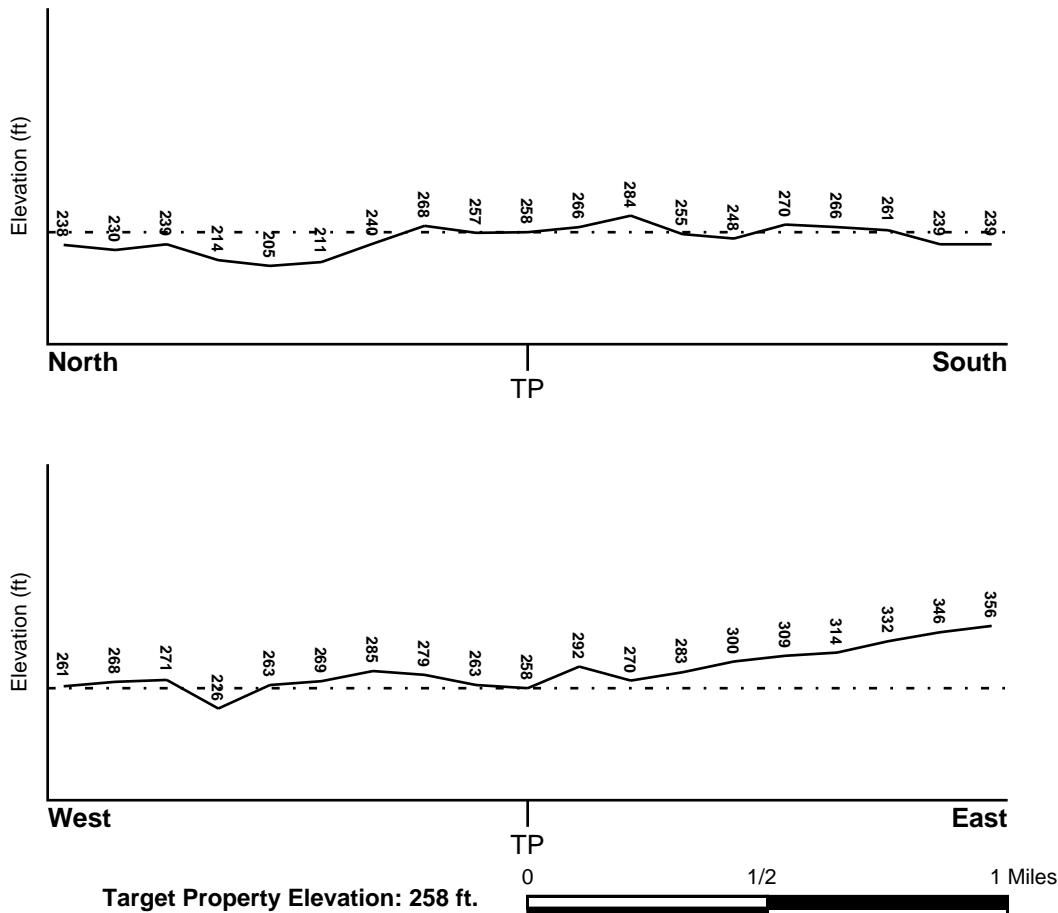 Elevation (ft)
238 230 239 214 205 211 240 268 257 258 266 284 255 248 270 266 261 239 239
North South
TP
Elevation (ft)
261 268 271 226 263 269 285 279 263 258 292 270 283 300 309 314 332 346 356
West East
TP
Target Property Elevation: 258 ft. 0 1/2 1 Miles